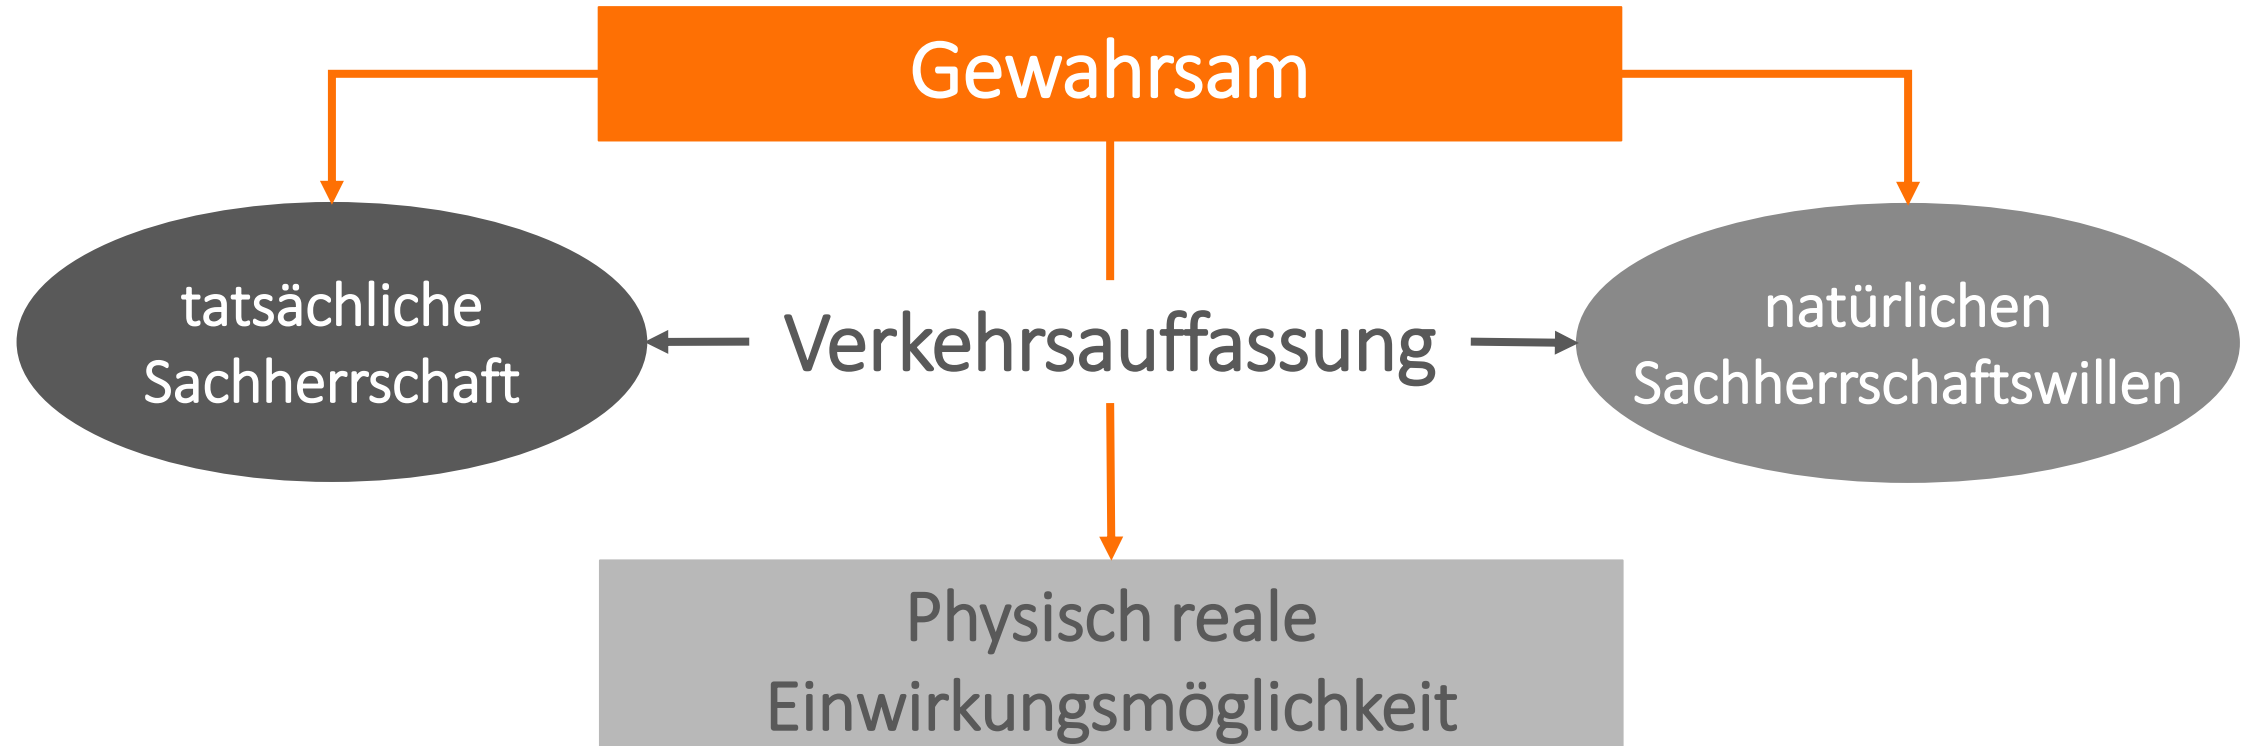 Gewahrsam
tatsächliche
Sachherrschaft
Verkehrsauffassung
natürlichen
Sachherrschaftswillen
Physisch reale
Einwirkungsmöglichkeit